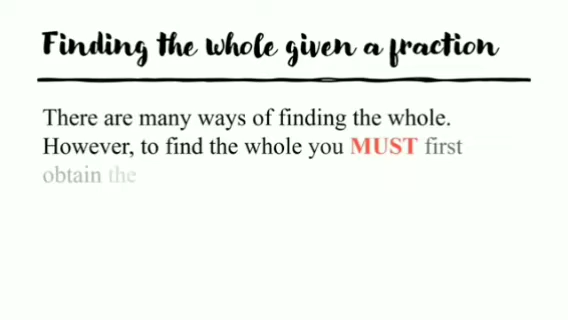 Finding the whole given a fraction
There are many ways of finding the whole.
However, to find the whole you MUST first
obtain the